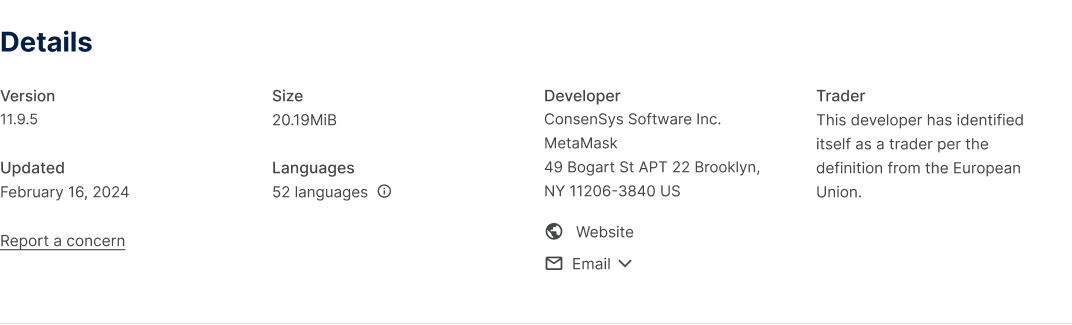 Details
Version
11.9.5
Updated
February 16, 2024
Report a concern
Size
20.19MiB
Languages
52 languages
Developer
ConsenSys Software Inc.
MetaMask
49 Bogart St APT 22 Brooklyn,
NY 11206-3840 US
Website
Email
Trader
This developer has identified
itself as a trader per the
definition from the European
Union.